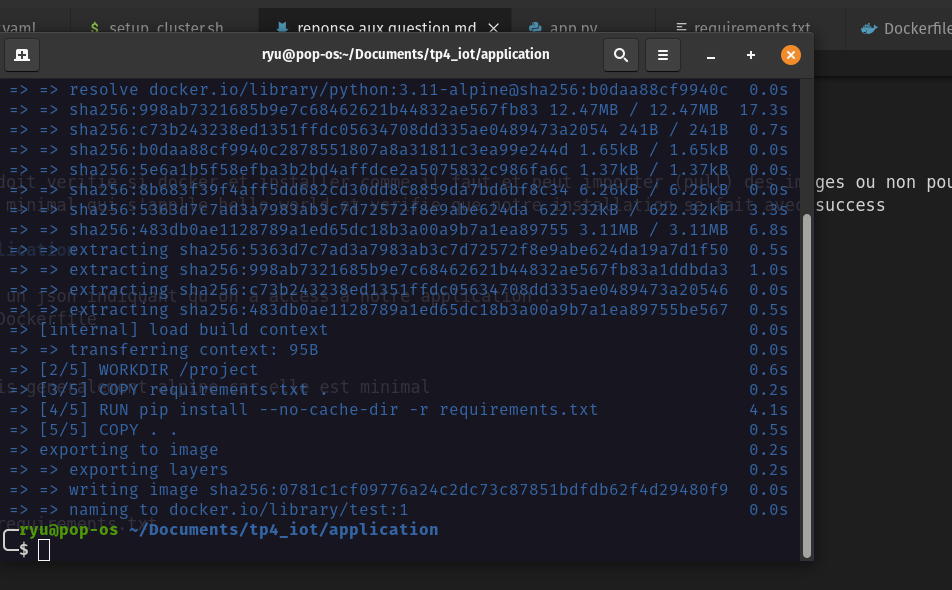 yaml setup_cluster.sh reponse aux question.md app.py requirements.txt Dockerfile
ryu@pop-os:~/Documents/tp4_iot/application
=> => resolve docker.io/library/python:3.11-alpine@sha256:b0daa88cf9940c 0.0s
=> => sha256:998ab7321685b9e7c68462621b44832ae567fb83 12.47MB / 12.47MB 17.3s
=> => sha256:c73b243238ed1351ffdc05634708dd335ae0489473a2054 241B / 241B 0.7s
=> => sha256:b0daa88cf9940c2878551807a8a31811c3ea99e244d 1.65kB / 1.65kB 0.0s
=> => sha256:5e6a1b5f58efba3b2bd4affdce2a5075832c986fa6c 1.37kB / 1.37kB 0.0s
=> => 6.20kB / 6.20kB 0.0s
ges ou non pou
=> => sha256:5363d7c7ad3a7983ab3c7d72572f8e9abe624da 622.32kB / 622.32kB 3.3s
success
=> => sha256:483db0ae1128789a1ed65dc18b3a00a9b7a1ea89755 3.11MB / 3.11MB 6.8s
=> => extracting sha256:5363d7c7ad3a7983ab3c7d72572f8e9abe624da19a7d1f50 0.5s
=> => extracting sha256:998ab7321685b9e7c68462621b44832ae567fb83a1ddbda3 1.0s
=> => extracting sha256:c73b243238ed1351ffdc05634708dd335ae0489473a20546 0.0s
=> => extracting sha256:483db0ae1128789a1ed65dc18b3a00a9b7a1ea89755be567 0.5s
=> [internal] load build context 0.0s
=> => transferring context: 95B 0.0s
=> [2/5] WORKDIR /project 0.6s
=> [3/5] COPY requirements.txt . 0.2s
=> [4/5] RUN pip install --no-cache-dir -r requirements.txt 4.1s
=> [5/5] COPY . . 0.5s
=> exporting to image 0.2s
=> => exporting layers 0.2s
=> => writing image sha256:0781c1cf09776a24c2dc73c87851bdfdb62f4d29480f9 0.0s
=> => naming to docker.io/library/test:1 0.0s
ryu@pop-os ~/Documents/tp4_iot/application
$